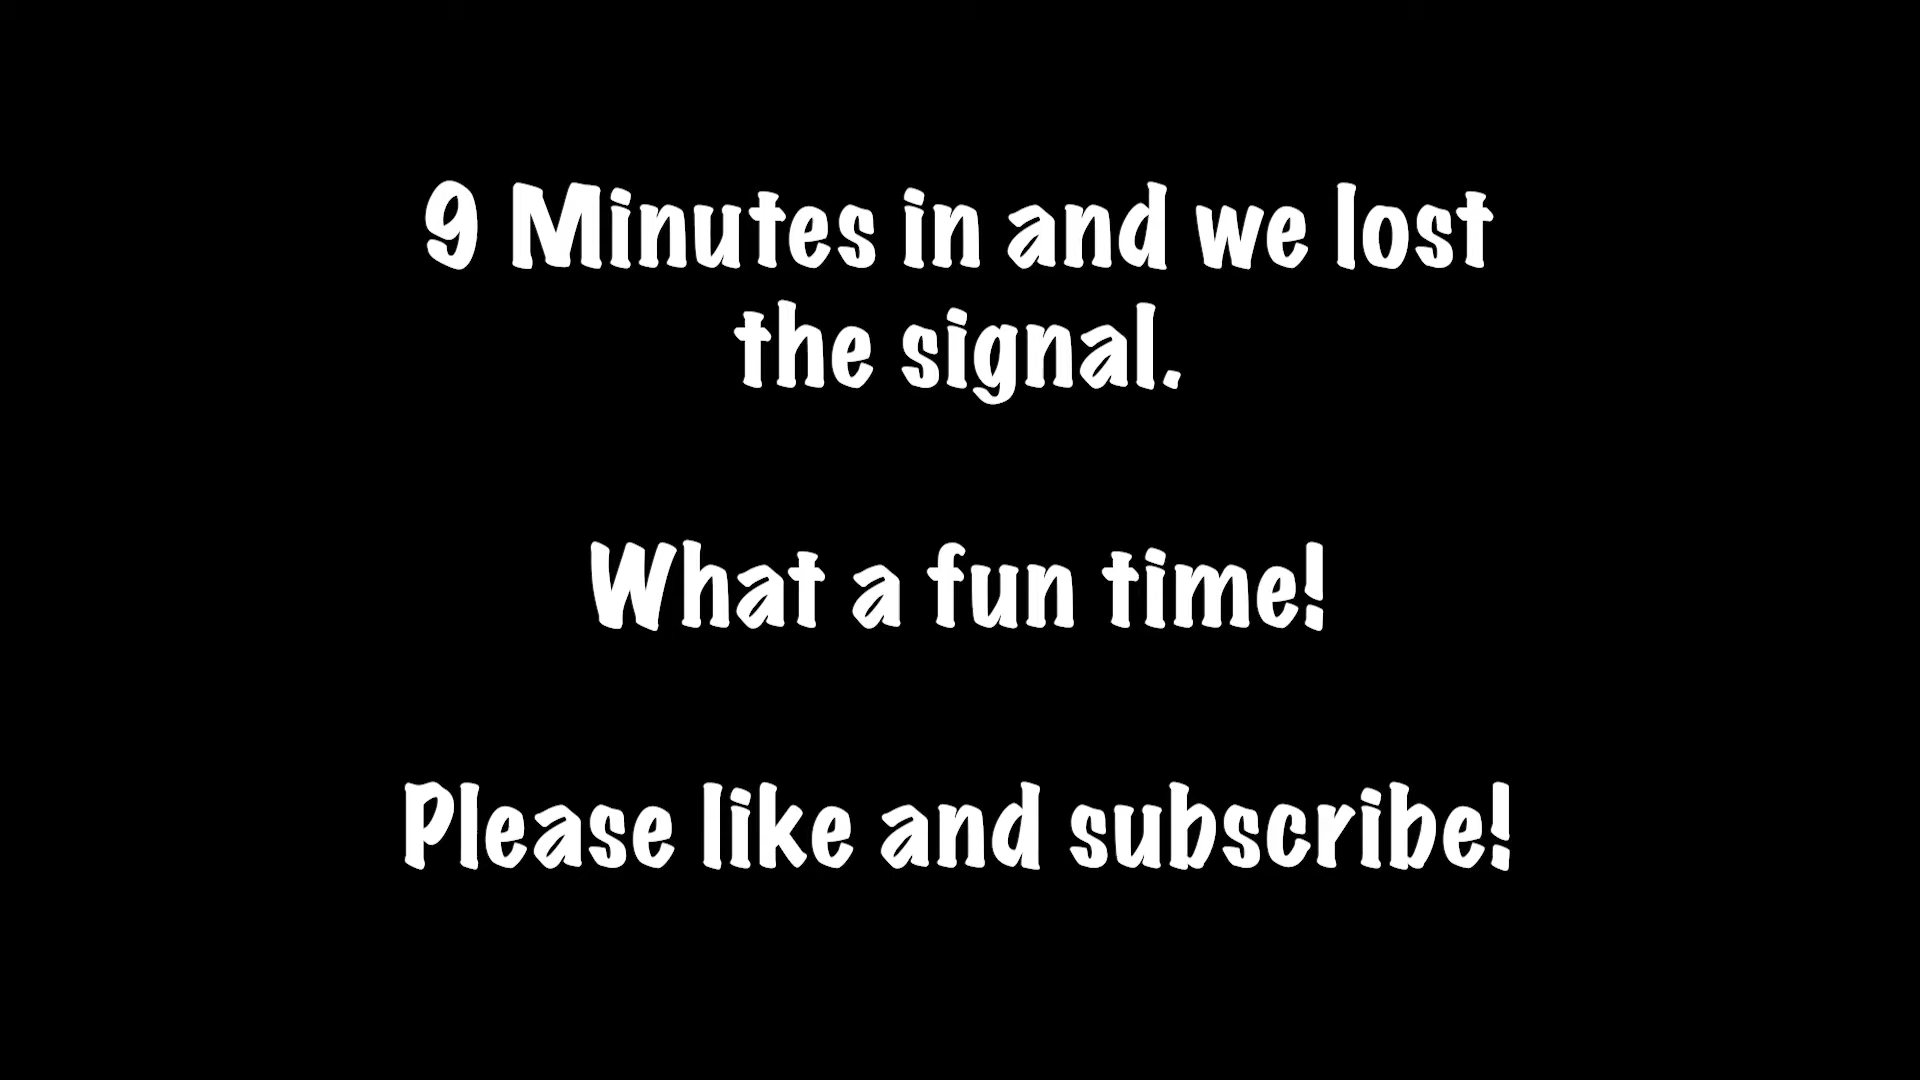 9 Minutes in and we lost
the signal.
What a fun time!
Please like and subscribe!